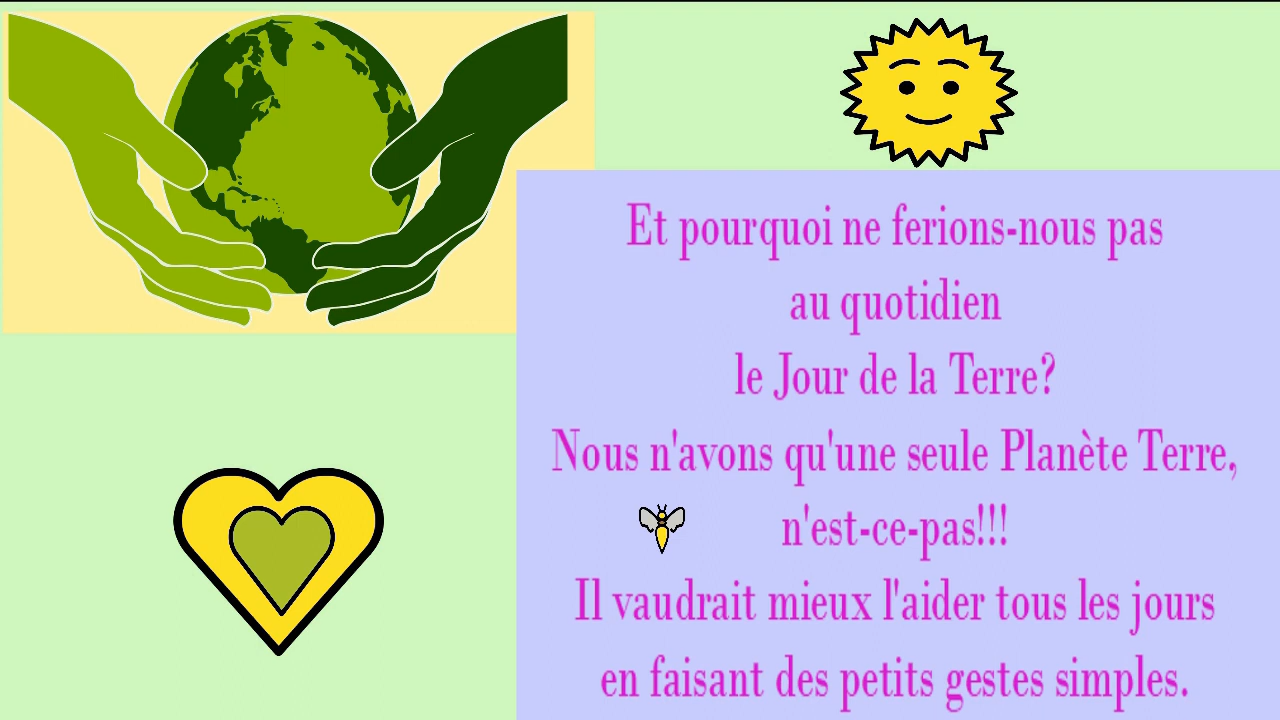 Et pourquoi ne ferions-nous pas
au quotidien
le Jour de la Terre?
Nous n'avons qu'une seule Planète Terre,
n'est-ce-pas!!!
Il vaudrait mieux l'aider tous les jours
en faisant des petits gestes simples.